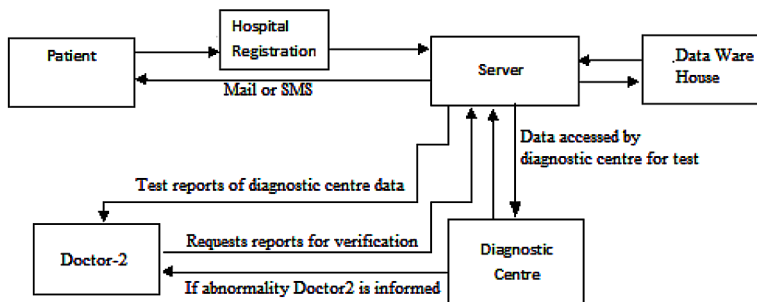 Hospital
Registration
Patient
Server
.Data Ware
House
Mail or SMS
Data accessed by
diagnostic centre for test
Test reports of diagnostic centre data
Requests reports for verification
Doctor-2
Diagnostic
Centre
If abnormality Doctor2 is informed